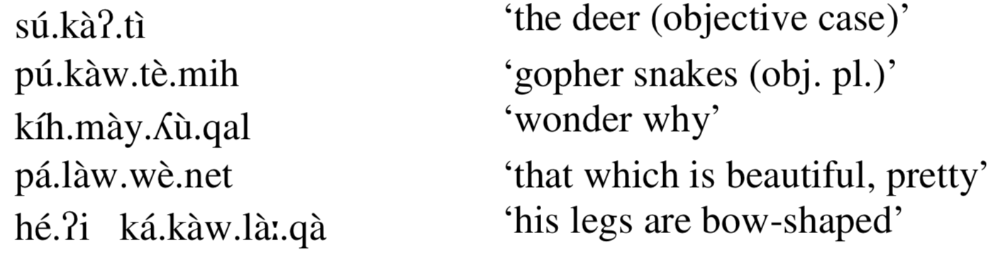 sú.kàʔ.tì ‘the deer (objective case)’
pú.kàw.tè.mih ‘gopher snakes (obj. pl.)’
kíh.mày.ʎù.qal ‘wonder why’
pá.làw.wè.net ‘that which is beautiful, pretty’
hé.ʔi ká.kàw.làː.qà ‘his legs are bow-shaped’